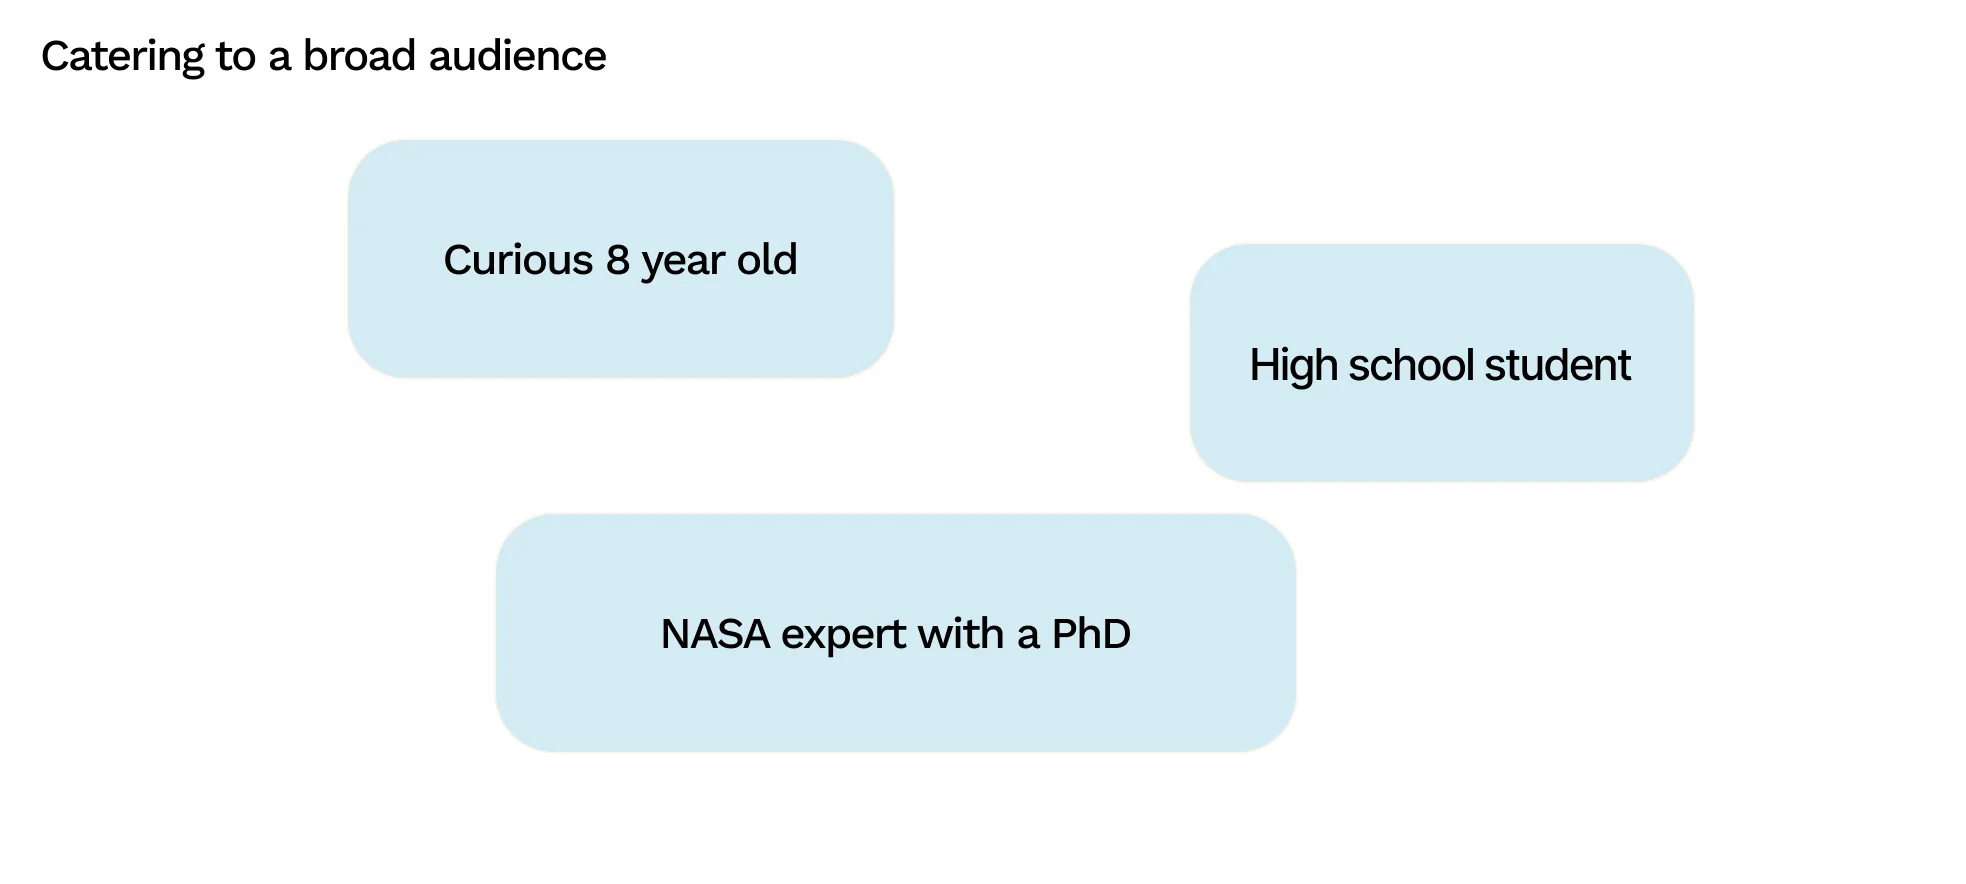 Catering to a broad audience
Curious 8 year old
High school student
NASA expert with a PhD